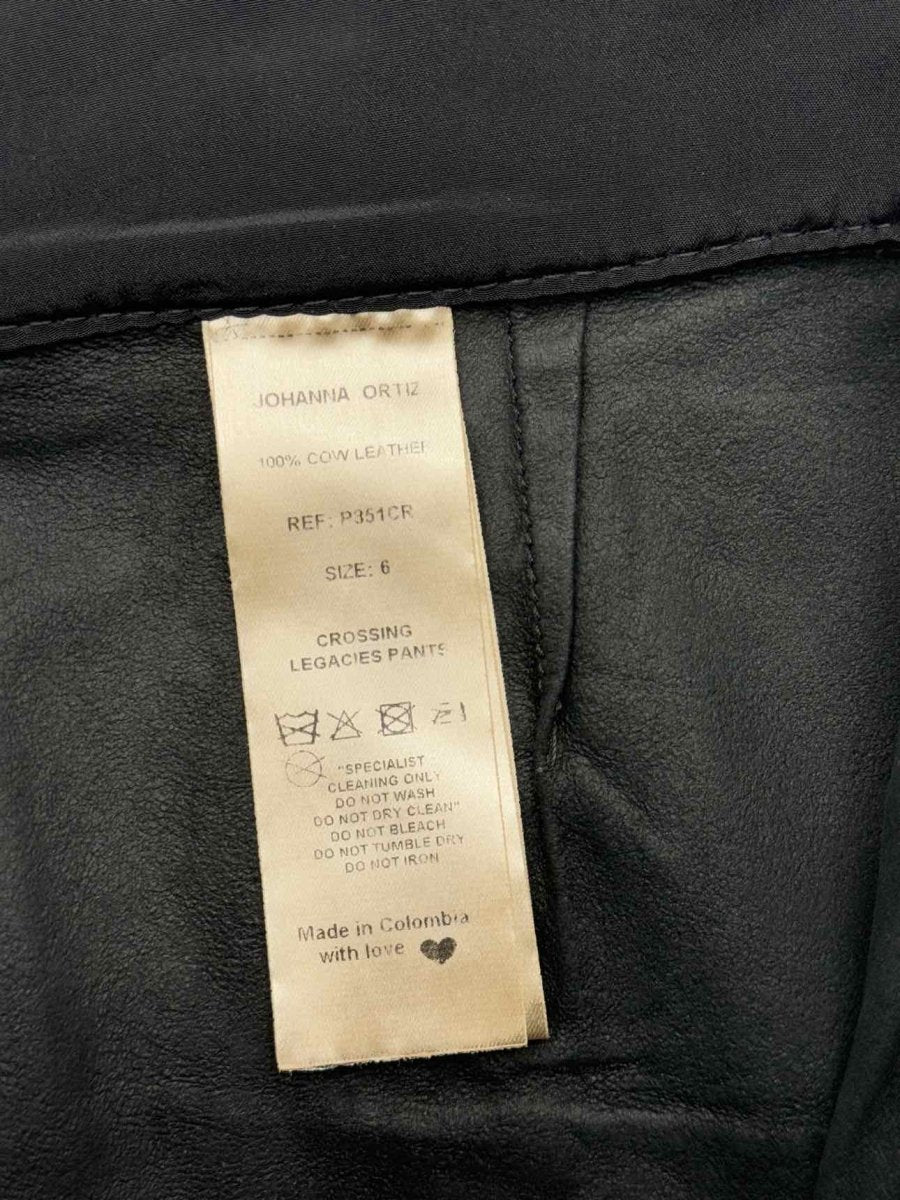 JOHANNA ORTIZ
100% COW LEATHER
REF: P351CR
SIZE: 6
CROSSING
LEGACIES PANTS
"SPECIALIST
CLEANING ONLY
DO NOT WASH
DO NOT DRY CLEAN"
DO NOT BLEACH
DO NOT TUMBLE DRY
DO NOT IRON
Made in Colombia
with love